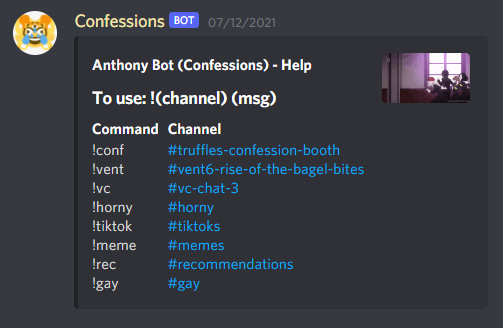 Confessions BOT 07/12/2021
Anthony Bot (Confessions) - Help
To use: !(channel) (msg)
Command Channel
!conf #truffles-confession-booth
!vent #vent6-rise-of-the-bagel-bites
!vc #vc-chat-3
!horny #horny
!tiktok #tiktoks
!meme #memes
!rec #recommendations
!gay #gay